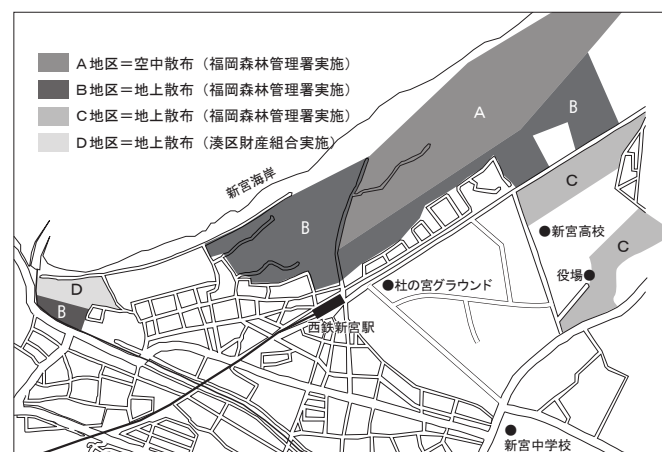 A地区=空中散布(福岡森林管理署実施)
B地区=地上散布(福岡森林管理署実施)
C地区=地上散布(福岡森林管理署実施)
D地区=地上散布(湊区財産組合実施)
A
B
新宮海岸
C
B
新宮高校
C
役場
D
杜の宮グラウンド
B
西鉄新宮駅
新宮中学校